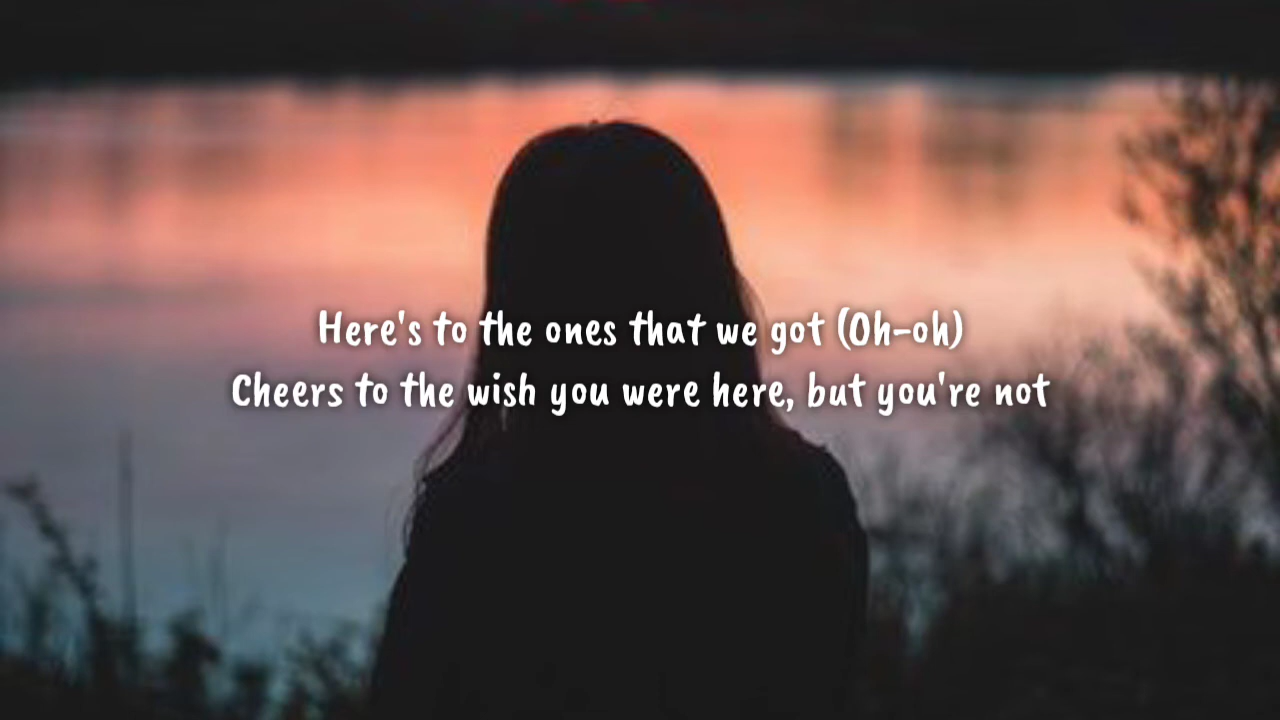 Here's to the ones that we got (Oh-oh)
Cheers to the wish you were here, but you're not